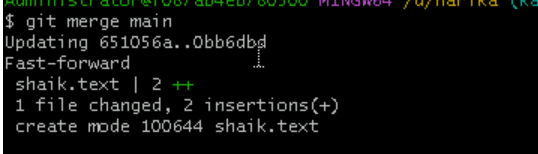 $ git merge main
Updating 651056a..0bb6dbd
Fast-forward
shaik.text | 2 ++
1 file changed, 2 insertions(+)
create mode 100644 shaik.text